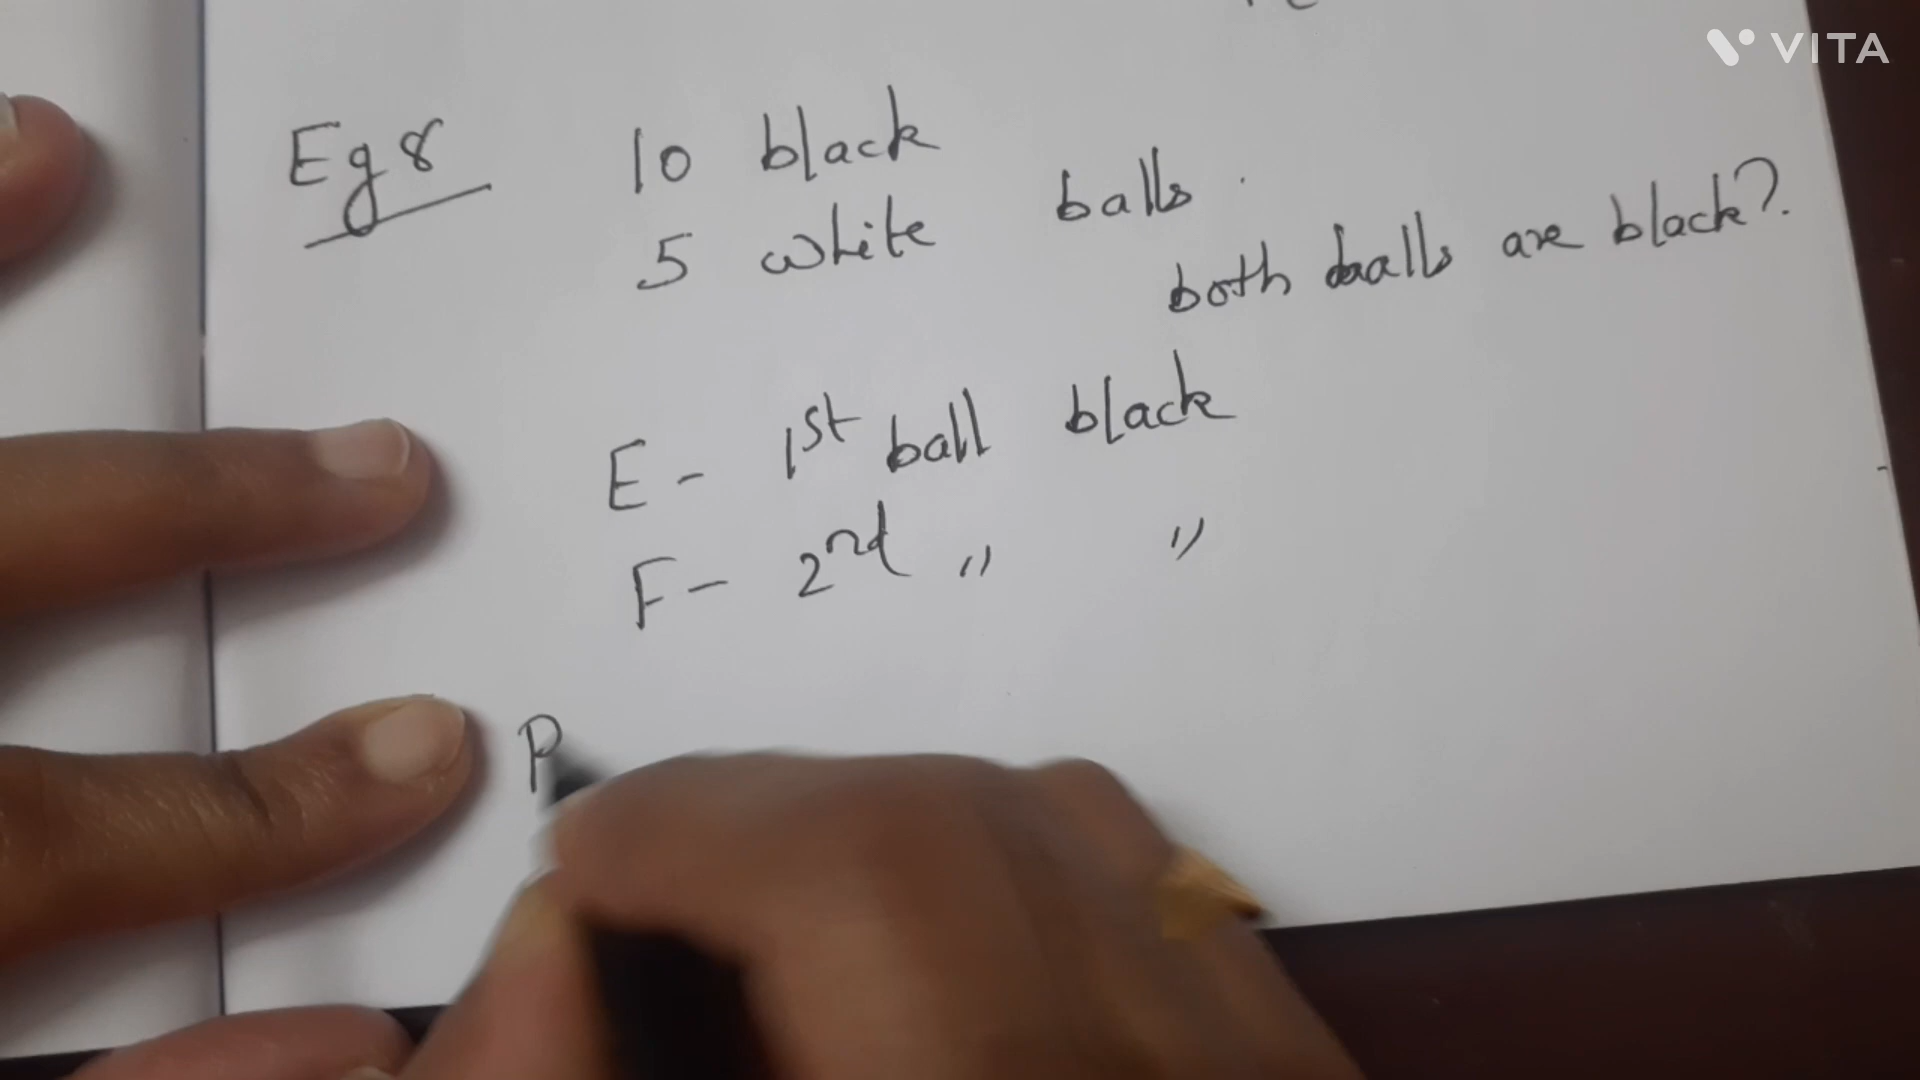 VITA
Eg 8 10 black
5 white balls.
both balls are black?
E - 1st ball black
F - 2nd " "
P